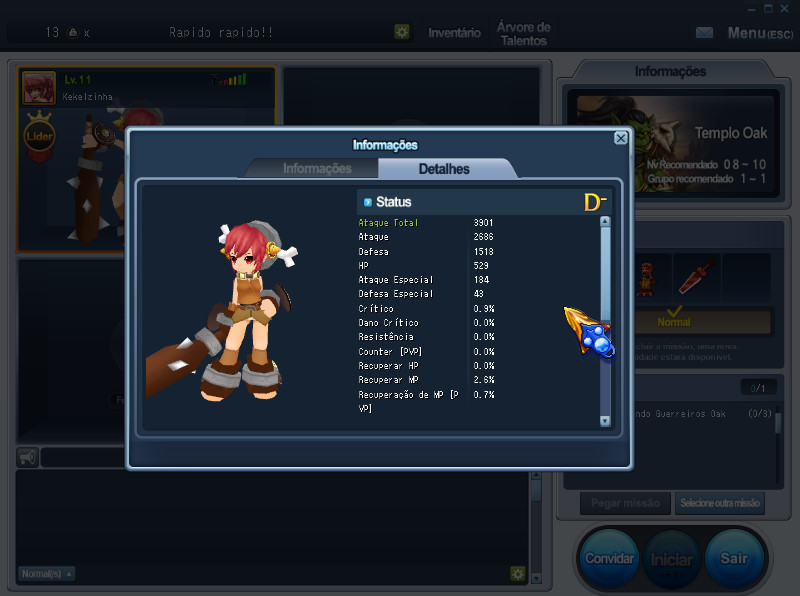 13 x
Rapido rapido!!
Inventário
Árvore de
Talentos
Menu(ESC)
Lv.11
Kekelzinha
Líder
Informações
Templo Oak
Nv Recomendado 08~10
Grupo recomendado 1~1
Informações
Informações
Detalhes
Status
D-
Ataque Total 3901
Ataque 2686
Defesa 1518
HP 529
Ataque Especial 184
Defesa Especial 43
Crítico 0.9%
Dano Crítico 0.0%
Resistência 0.0%
Counter [PVP] 0.0%
Recuperar HP 0.0%
Recuperar MP 2.6%
Recuperação de MP [P 0.7%
VP]
Normal
0/1
ndo Guerreiros Oak (0/3)
Pegar missão
Selecione outra missão
Convidar
Iniciar
Sair
Normal(s)